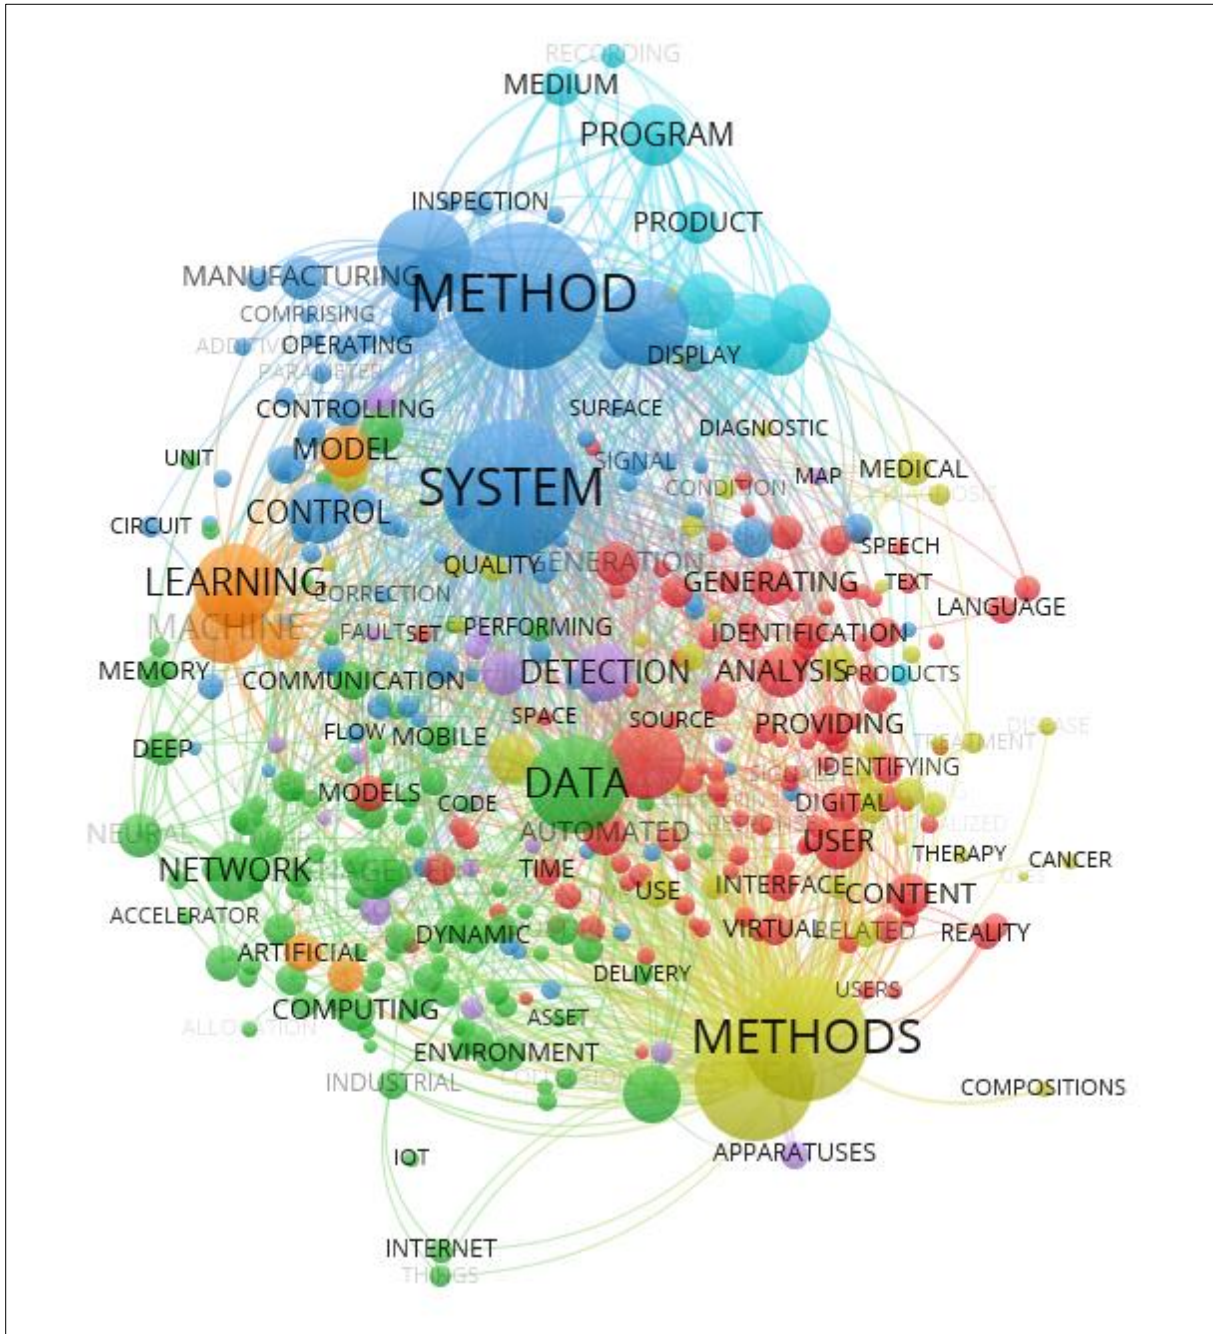 RECORDING
MEDIUM
PROGRAM
INSPECTION
PRODUCT
MANUFACTURING
METHOD
COMPRISING
ADDITIVE
OPERATING
DISPLAY
PARAMETER
CONTROLLING
SURFACE
DIAGNOSTIC
MODEL
UNIT
SIGNAL
MAP
MEDICAL
SYSTEM
CONDITION
DIAGNOSIS
CONTROL
CIRCUIT
SPEECH
QUALITY
GENERATION
LEARNING
GENERATING
TEXT
CORRECTION
LANGUAGE
MACHINE
FAULT
SET
PERFORMING
IDENTIFICATION
MEMORY
COMMUNICATION
DETECTION
ANALYSIS
PRODUCTS
SPACE
SOURCE
PROVIDING
DISEASE
FLOW
MOBILE
DEEP
TREATMENT
IDENTIFYING
MODELS
CODE
DATA
DIGITAL
NEURAL
AUTOMATED
USER
NETWORK
TIME
THERAPY
CANCER
USE
INTERFACE
CONTENT
ACCELERATOR
DYNAMIC
VIRTUAL
RELATED
REALITY
ARTIFICIAL
DELIVERY
USERS
COMPUTING
ASSET
ALLOCATION
METHODS
ENVIRONMENT
INDUSTRIAL
COMPOSITIONS
IOT
APPARATUSES
INTERNET
THINGS